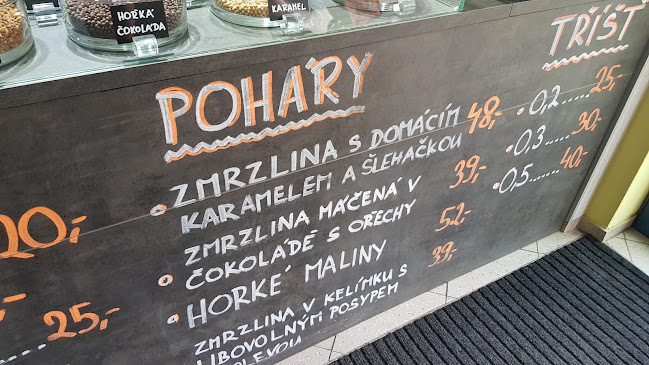 HOŘKÁ
ČOKOLÁDA
KARAMEL
POHÁRY
ZMRZLINA S DOMÁCÍM
KARAMELEM A ŠLEHAČKOU 48,-
ZMRZLINA MÁČENÁ V
ČOKOLÁDĚ S OŘECHY 39,-
HORKÉ MALINY 52,-
ZMRZLINA V KELÍMKU S 39,-
LIBOVOLNÝM POSYPEM
TŘÍŠŤ
0,2.....25,-
0,3......30,-
0,5......40,-
20,-
25,-